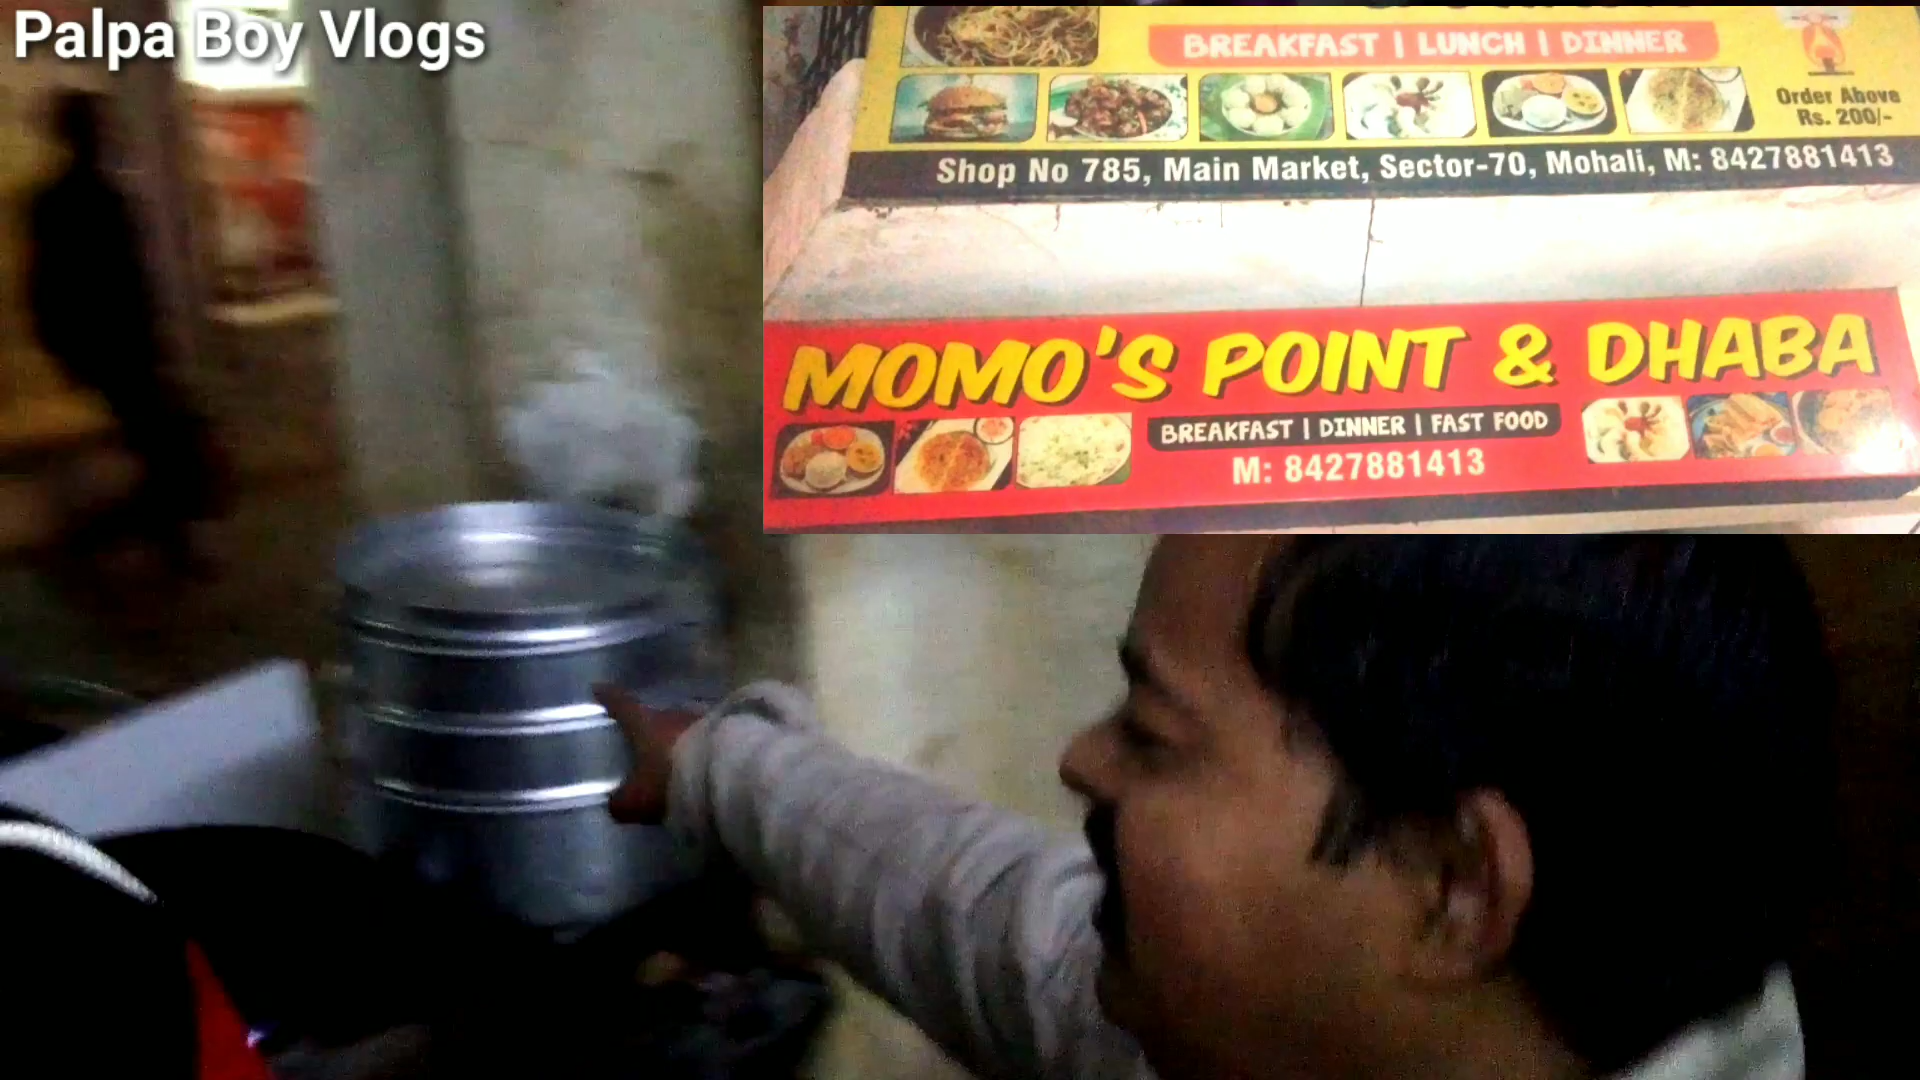 Palpa Boy Vlogs
BREAKFAST | LUNCH | DINNER
Order Above
Rs. 200/-
Shop No 785, Main Market, Sector-70, Mohali, M: 8427881413
MOMO'S POINT & DHABA
BREAKFAST | DINNER | FAST FOOD
M: 8427881413